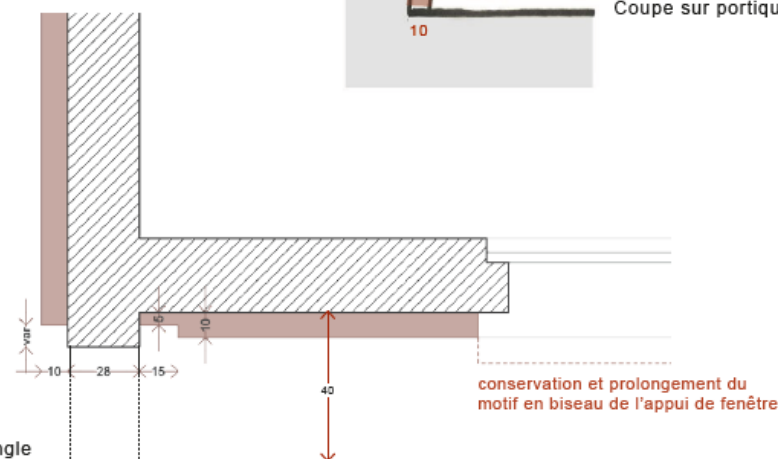 Coupe sur portiqu
10
var
5
10
10
28
15
40
conservation et prolongement du
motif en biseau de l'appui de fenêtre
ngle